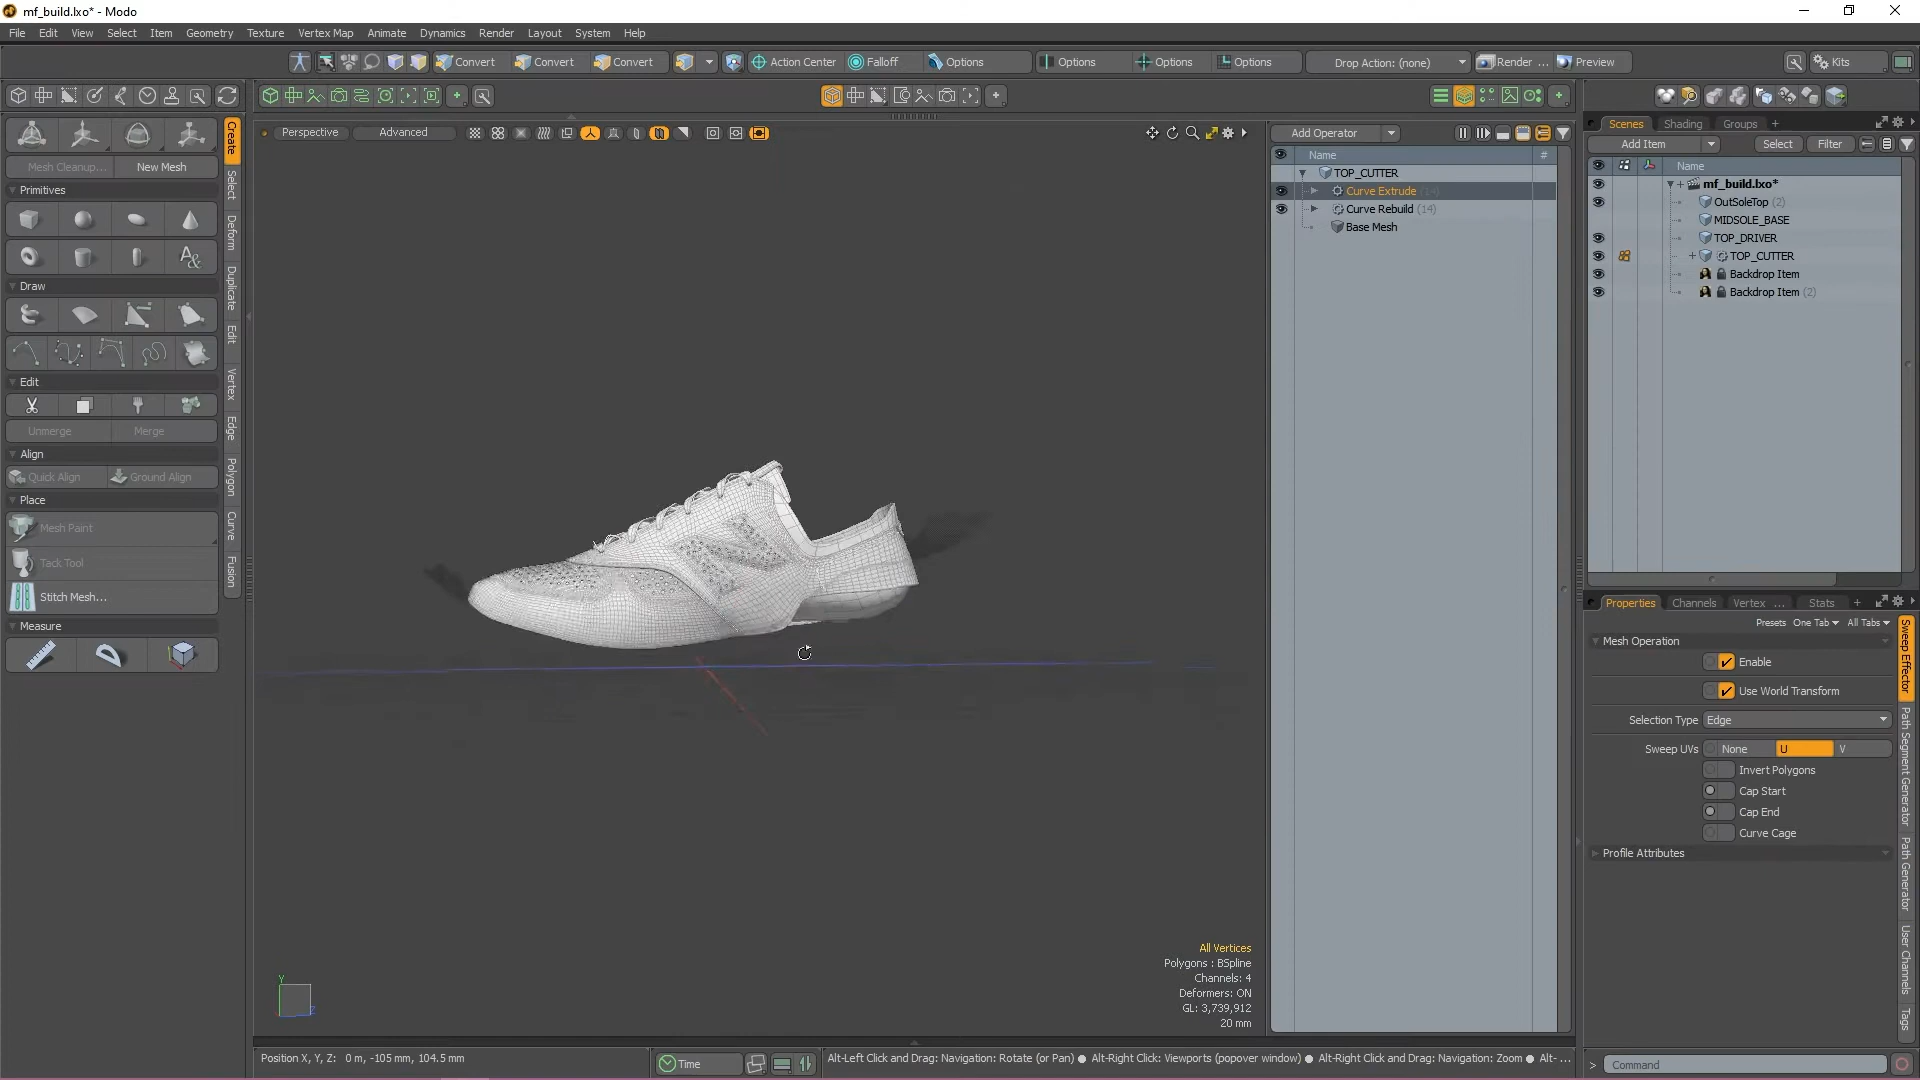 mf_build.lxo* - Modo
File Edit View Select Item Geometry Texture Vertex Map Animate Dynamics Render Layout System Help
Convert Convert Convert Action Center Falloff Options Options Options Options Drop Action: (none) Render ... Preview Kits
Perspective Advanced
Add Operator
Name #
TOP_CUTTER
Curve Extrude (14)
Curve Rebuild (14)
Base Mesh
Scenes Shading Groups +
Add Item Select Filter
Name
mf_build.lxo*
OutSoleTop (2)
MIDSOLE_BASE
TOP_DRIVER
TOP_CUTTER
Backdrop Item
Backdrop Item (2)
Mesh Cleanup... New Mesh
Primitives
Draw
Edit
Unmerge Merge
Align
Quick Align Ground Align
Place
Mesh Paint
Tack Tool
Stitch Mesh...
Measure
Create
Select
Deform
Duplicate
Edit
Vertex
Edge
Polygon
Curve
Fusion
Properties Channels Vertex ... Stats +
Presets One Tab All Tabs
Mesh Operation
Enable
Use World Transform
Selection Type Edge
Sweep UVs None U V
Invert Polygons
Cap Start
Cap End
Curve Cage
Profile Attributes
Sweep Effector
Path Segment Generator
Path Generator
User Channels
Tags
All Vertices
Polygons : BSpline
Channels: 4
Deformers: ON
GL: 3,739,912
20 mm
Y
Z
Position X, Y, Z: 0 m, -105 mm, 104.5 mm
Time
Alt-Left Click and Drag: Navigation: Rotate (or Pan) ● Alt-Right Click: Viewports (popover window) ● Alt-Right Click and Drag: Navigation: Zoom ● Alt- ...
> Command